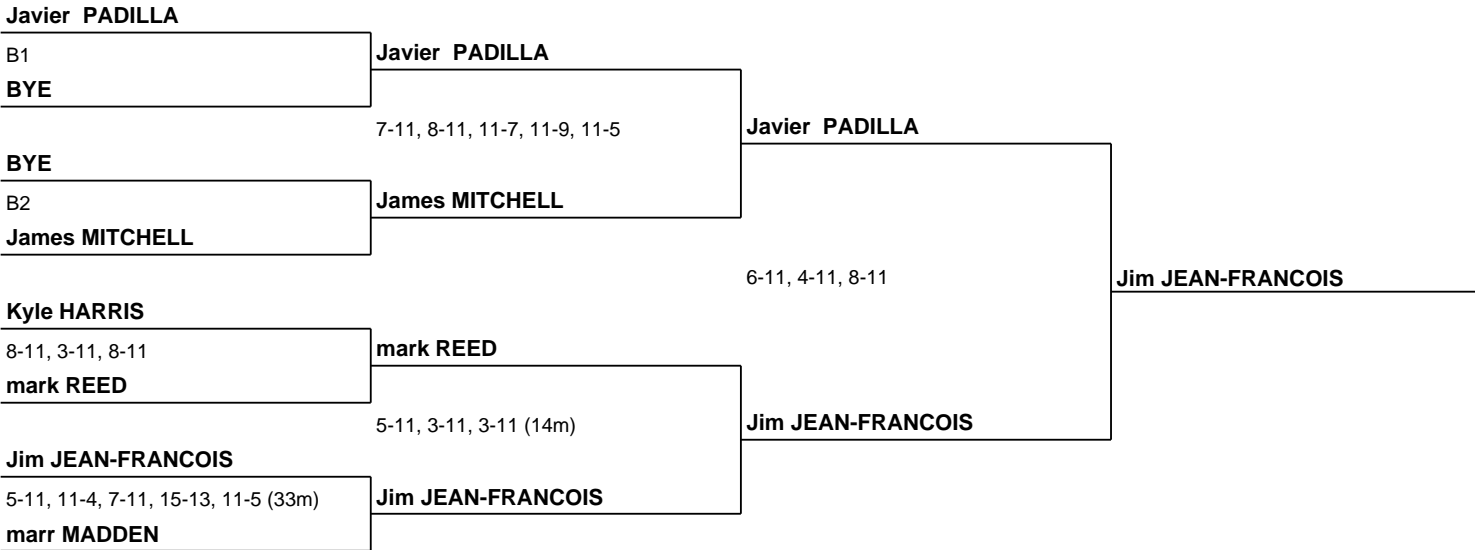 Javier PADILLA
B1
BYE
Javier PADILLA
7-11, 8-11, 11-7, 11-9, 11-5
BYE
B2
James MITCHELL
James MITCHELL
Javier PADILLA
6-11, 4-11, 8-11
Jim JEAN-FRANCOIS
Kyle HARRIS
8-11, 3-11, 8-11
mark REED
mark REED
5-11, 3-11, 3-11 (14m)
Jim JEAN-FRANCOIS
Jim JEAN-FRANCOIS
5-11, 11-4, 7-11, 15-13, 11-5 (33m)
marr MADDEN
Jim JEAN-FRANCOIS